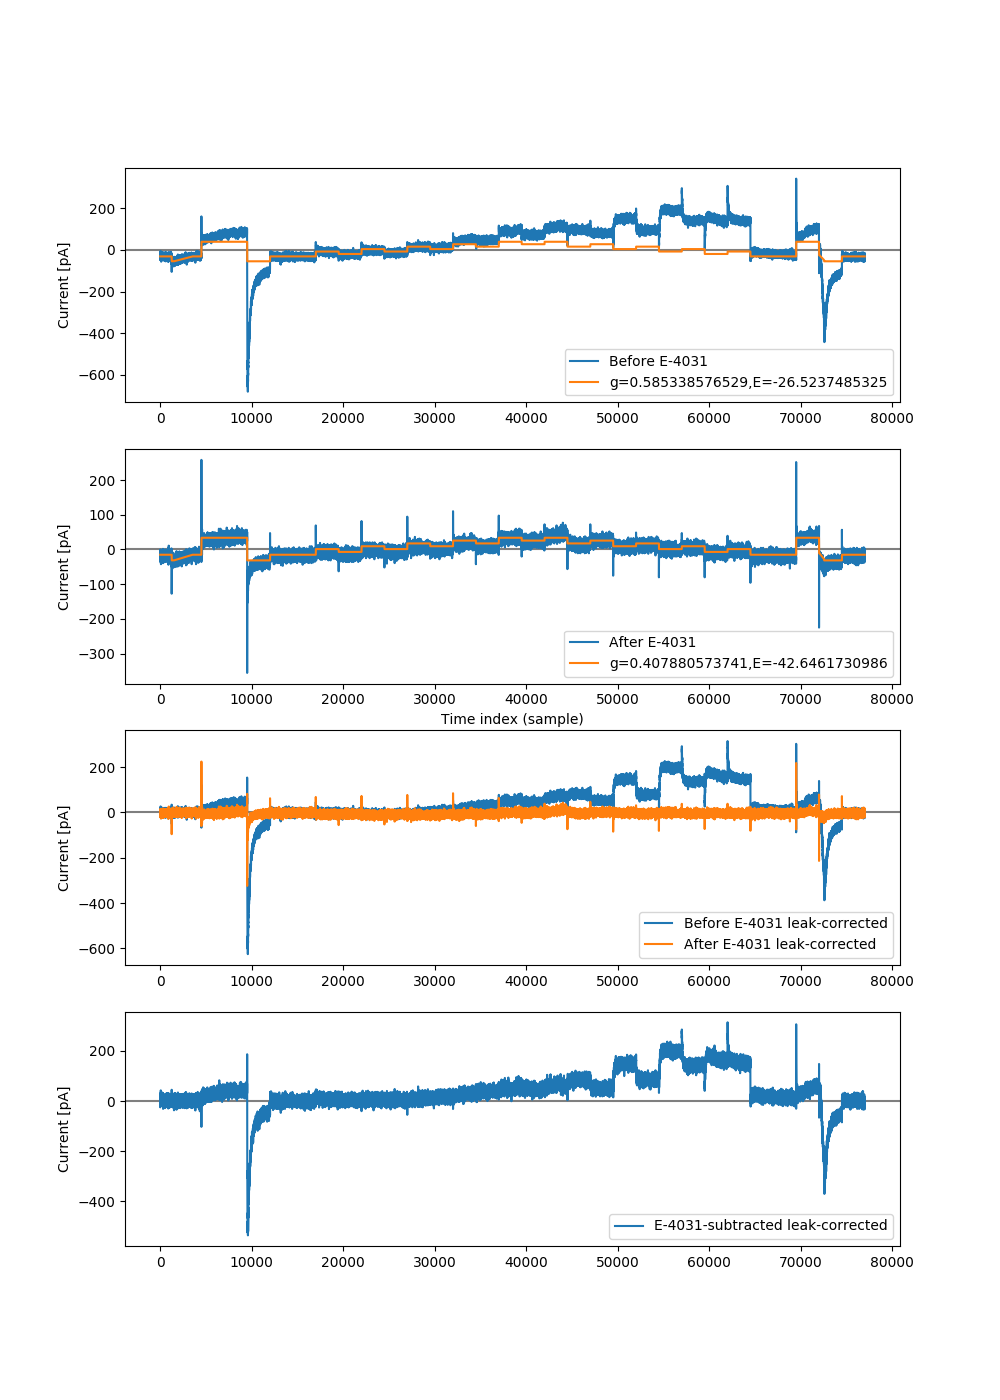 200
0
−200
−400
−600
Current [pA]
Before E-4031
g=0.585338576529,E=-26.5237485325
0 10000 20000 30000 40000 50000 60000 70000 80000
200
100
0
−100
−200
−300
Current [pA]
After E-4031
g=0.407880573741,E=-42.6461730986
0 10000 20000 30000 40000 50000 60000 70000 80000
Time index (sample)
200
0
−200
−400
−600
Current [pA]
Before E-4031 leak-corrected
After E-4031 leak-corrected
0 10000 20000 30000 40000 50000 60000 70000 80000
200
0
−200
−400
Current [pA]
E-4031-subtracted leak-corrected
0 10000 20000 30000 40000 50000 60000 70000 80000